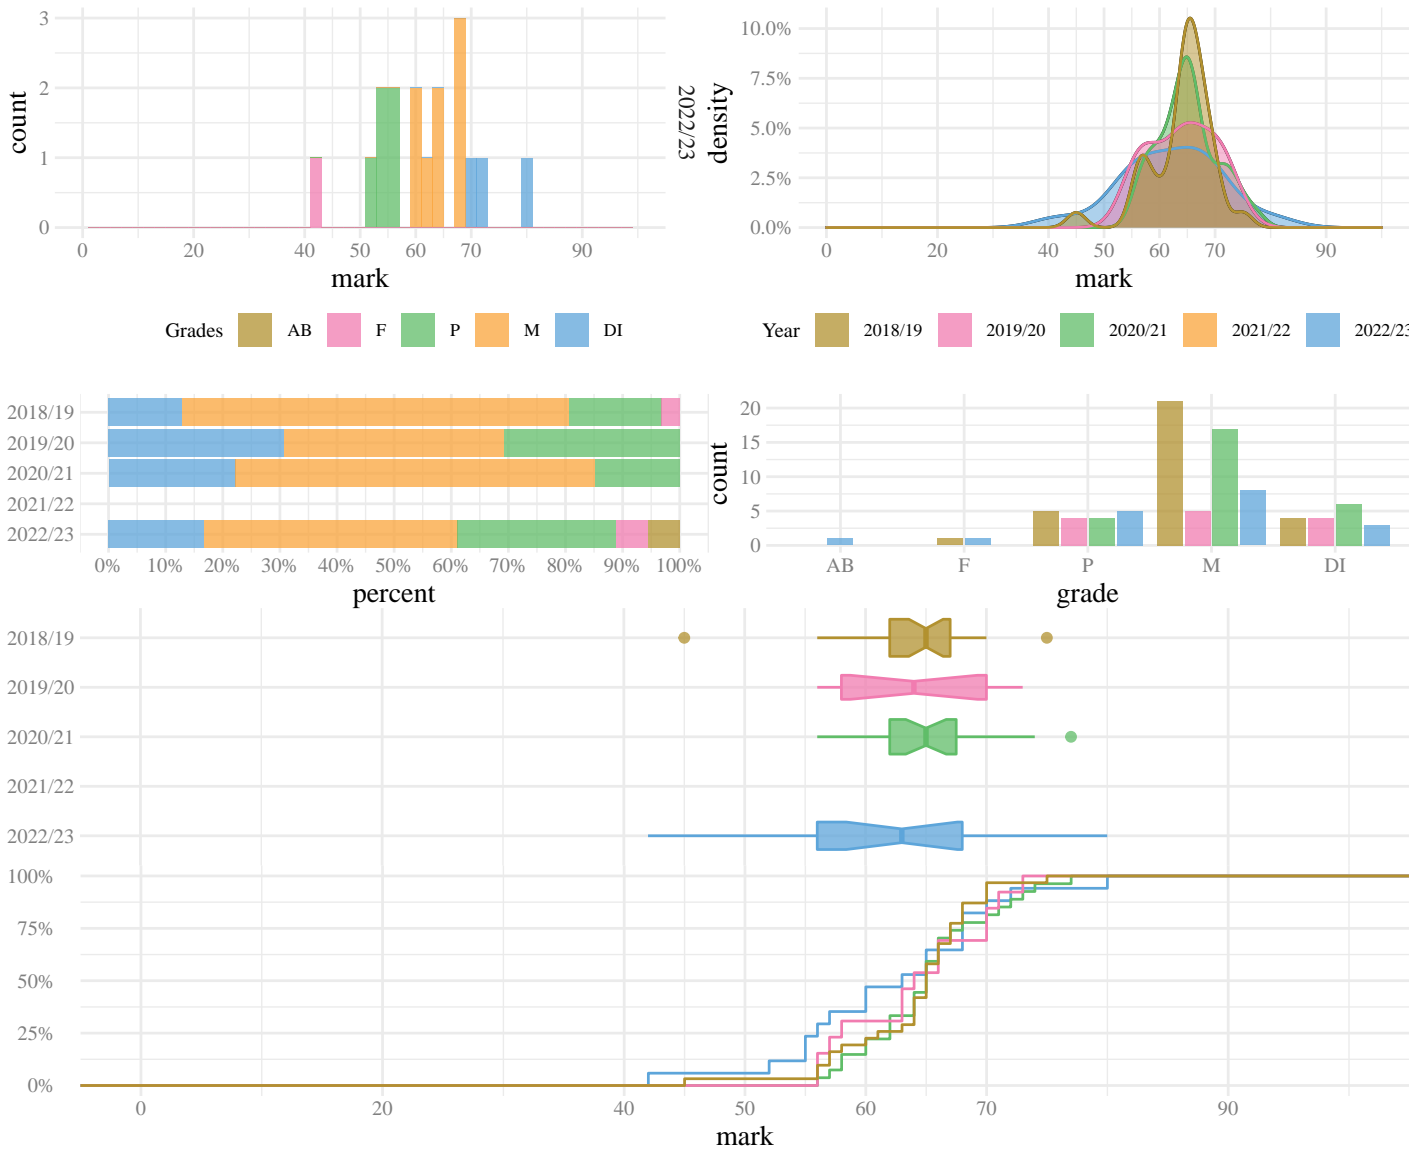 3
2
1
0
count
0 20 40 50 60 70 90
mark
2022/23
10.0%
7.5%
5.0%
2.5%
0.0%
density
0 20 40 50 60 70 90
mark
Grades AB F P M DI
Year 2018/19 2019/20 2020/21 2021/22 2022/23
2018/19
2019/20
2020/21
2021/22
2022/23
0% 10% 20% 30% 40% 50% 60% 70% 80% 90% 100%
percent
20
15
10
5
0
count
AB F P M DI
grade
2018/19
2019/20
2020/21
2021/22
2022/23
100%
75%
50%
25%
0%
0 20 40 50 60 70 90
mark